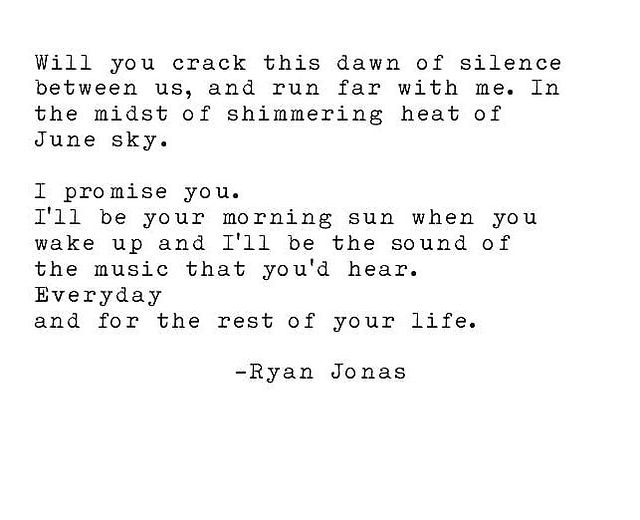 Will you crack this dawn of silence
between us, and run far with me. In
the midst of shimmering heat of
June sky.
I promise you.
I'll be your morning sun when you
wake up and I'll be the sound of
the music that you'd hear.
Everyday
and for the rest of your life.
-Ryan Jonas